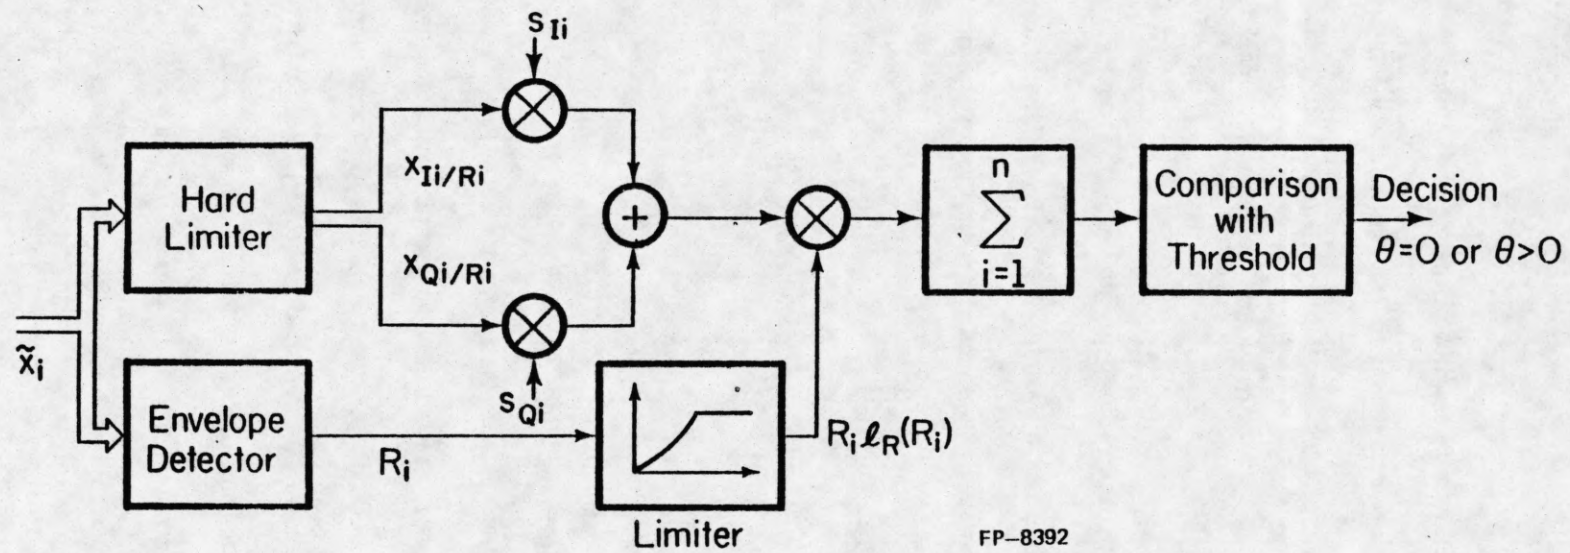 s_Ii
Hard
Limiter
x_Ii/Ri
x_Qi/Ri
s_Qi
x̃_i
Envelope
Detector
R_i
Limiter
R_i ℓ_R(R_i)
+
n
∑
i=1
Comparison
with
Threshold
Decision
θ=0 or θ>0
FP-8392